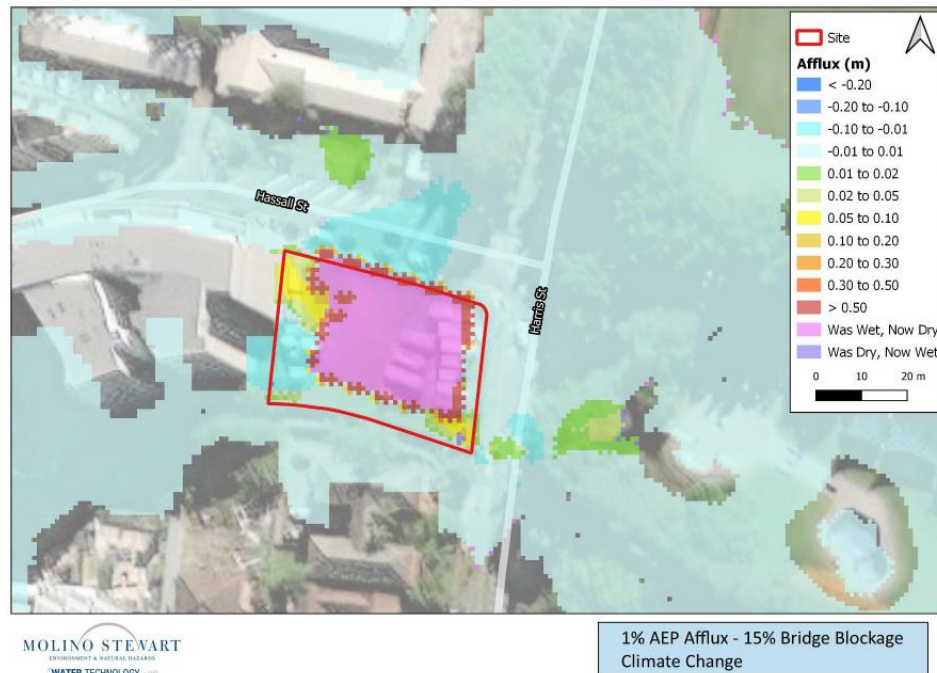 Site
Afflux (m)
< -0.20
-0.20 to -0.10
-0.10 to -0.01
-0.01 to 0.01
0.01 to 0.02
0.02 to 0.05
0.05 to 0.10
0.10 to 0.20
0.20 to 0.30
0.30 to 0.50
> 0.50
Was Wet, Now Dry
Was Dry, Now Wet
0 10 20 m
Hassall St
Harris St
MOLINO STEWART
ENVIRONMENT & NATURAL HAZARDS
WATER TECHNOLOGY
1% AEP Afflux - 15% Bridge Blockage
Climate Change